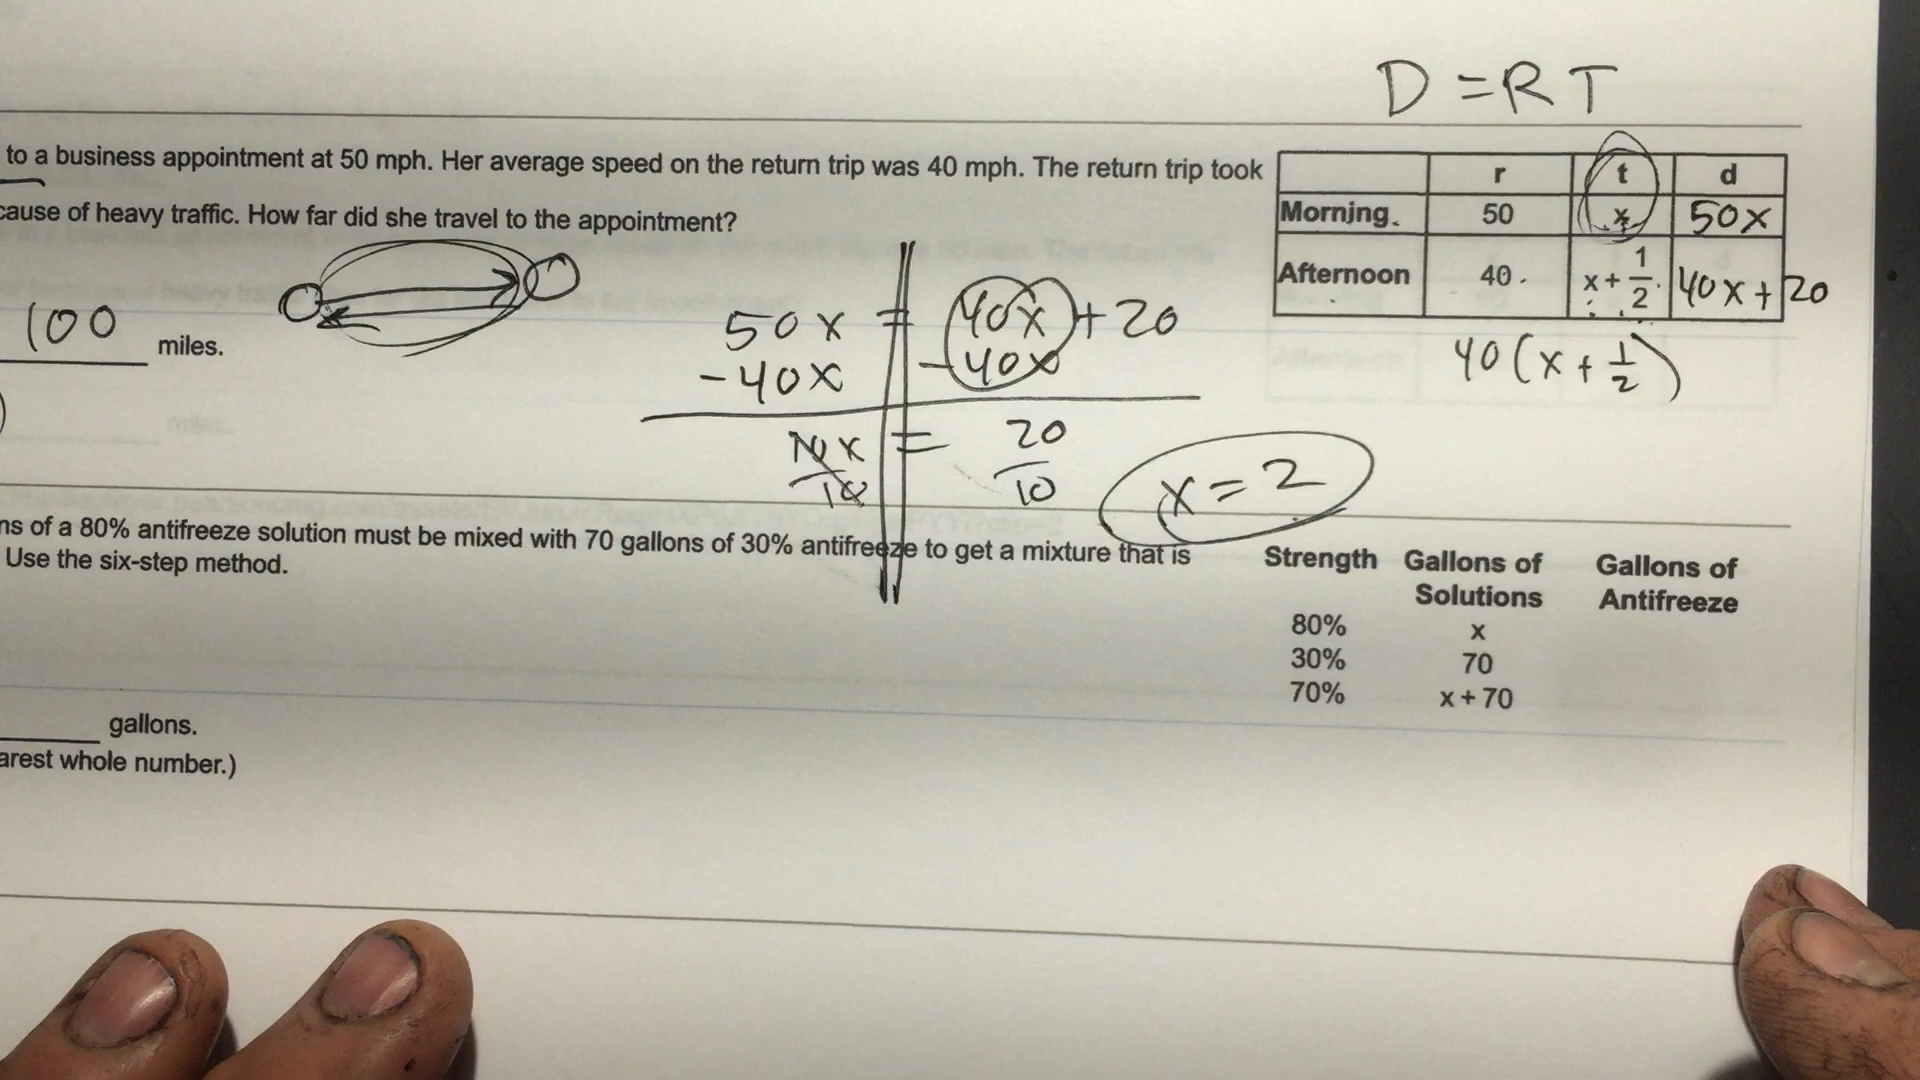 D = RT
to a business appointment at 50 mph. Her average speed on the return trip was 40 mph. The return trip took
cause of heavy traffic. How far did she travel to the appointment?
r t d
Morning. 50 x 50x
Afternoon 40. x + 1/2. 40x + 20
40(x + 1/2)
100 miles.
50x = 40x + 20
-40x -40x
10x = 20
10 10
x = 2
ns of a 80% antifreeze solution must be mixed with 70 gallons of 30% antifreeze to get a mixture that is
Use the six-step method.
Strength Gallons of Solutions Gallons of Antifreeze
80% x
30% 70
70% x + 70
gallons.
arest whole number.)